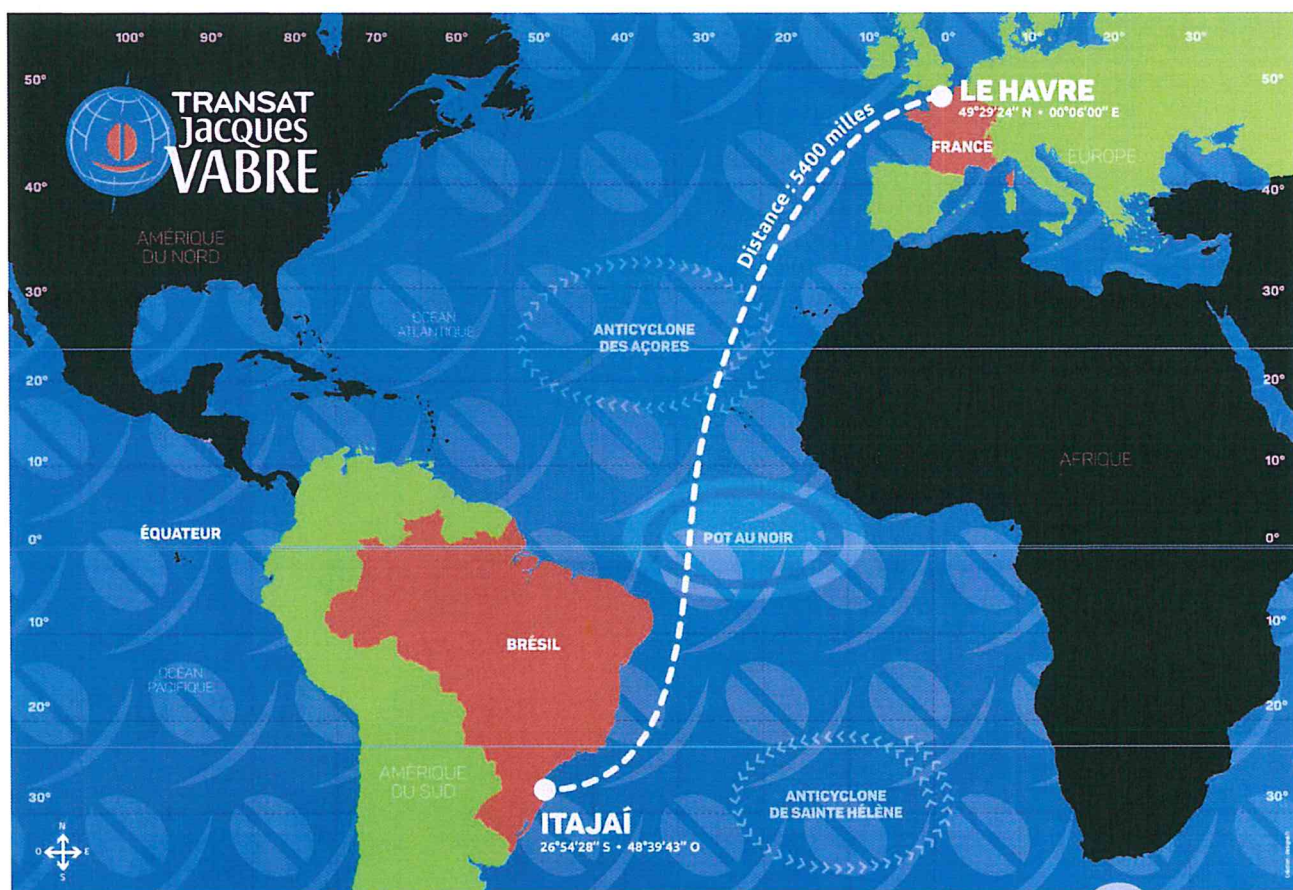 100° 90° 80° 70° 60° 50° 40° 30° 20° 10° 0° 10° 20° 30°
50° 50°
TRANSAT
Jacques
VABRE
LE HAVRE
49°29'24'' N • 00°06'00'' E
FRANCE
EUROPE
Distance : 5400 milles
40° 40°
AMÉRIQUE
DU NORD
30° 30°
OCÉAN
ATLANTIQUE
ANTICYCLONE
DES AÇORES
20° 20°
10° 10°
AFRIQUE
ÉQUATEUR
POT AU NOIR
0° 0°
10° 10°
BRÉSIL
OCÉAN
PACIFIQUE
20° 20°
AMÉRIQUE
DU SUD
30° 30°
ANTICYCLONE
DE SAINTE HÉLÈNE
ITAJAÍ
26°54'28'' S • 48°39'43'' O
N
O E
S